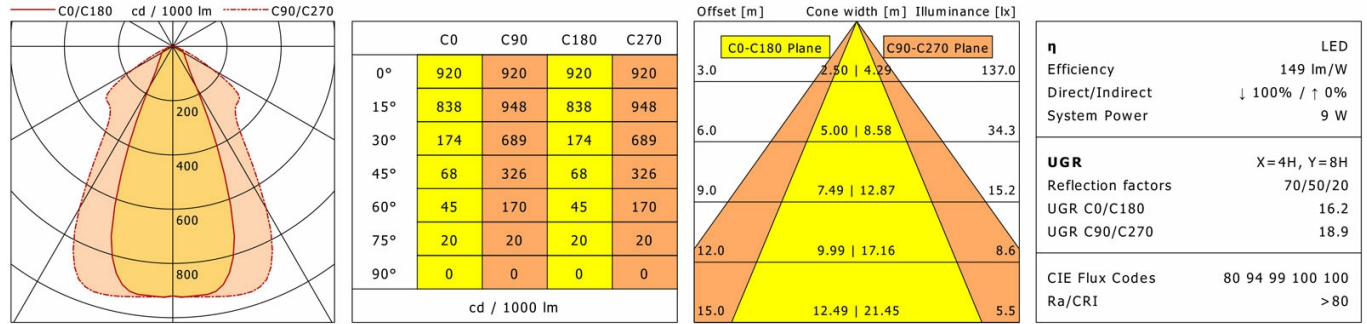 C0/C180 cd / 1000 lm C90/C270
200
400
600
800
C0 C90 C180 C270
0° 920 920 920 920
15° 838 948 838 948
30° 174 689 174 689
45° 68 326 68 326
60° 45 170 45 170
75° 20 20 20 20
90° 0 0 0 0
cd / 1000 lm
Offset [m] Cone width [m] Illuminance [lx]
C0-C180 Plane C90-C270 Plane
3.0 2.50 | 4.29 137.0
6.0 5.00 | 8.58 34.3
9.0 7.49 | 12.87 15.2
12.0 9.99 | 17.16 8.6
15.0 12.49 | 21.45 5.5
η LED
Efficiency 149 lm/W
Direct/Indirect ↓ 100% / ↑ 0%
System Power 9 W
UGR X=4H, Y=8H
Reflection factors 70/50/20
UGR C0/C180 16.2
UGR C90/C270 18.9
CIE Flux Codes 80 94 99 100 100
Ra/CRI >80